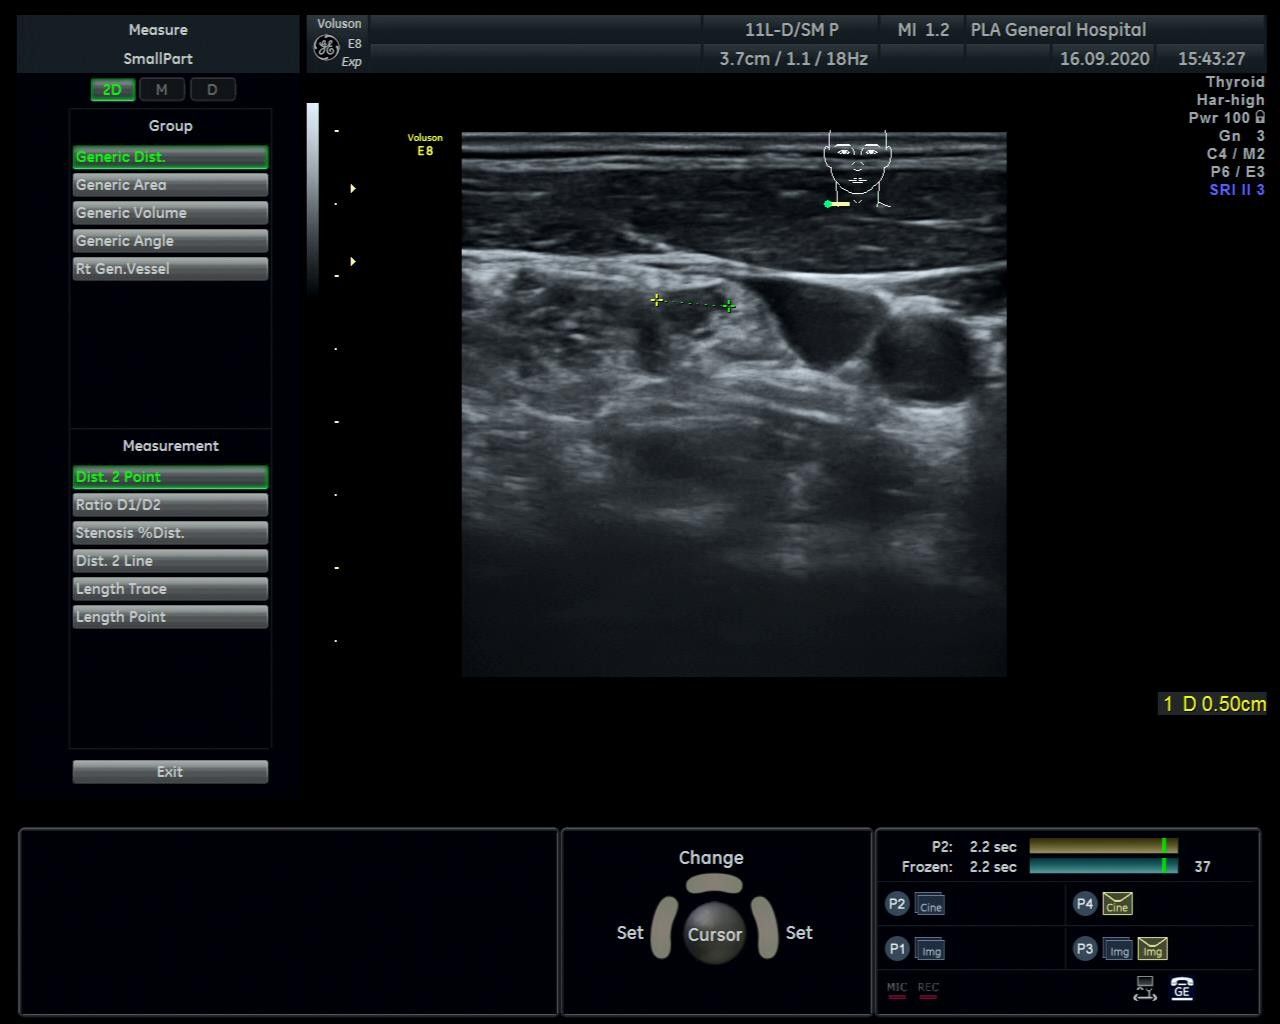 Measure
SmallPart
Voluson
E8
Exp
11L-D/SM P
MI 1.2
PLA General Hospital
3.7cm / 1.1 / 18Hz
16.09.2020
15:43:27
2D
M
D
Group
Generic Dist.
Generic Area
Generic Volume
Generic Angle
Rt Gen.Vessel
Measurement
Dist. 2 Point
Ratio D1/D2
Stenosis %Dist.
Dist. 2 Line
Length Trace
Length Point
Exit
Voluson
E8
Thyroid
Har-high
Pwr 100
Gn 3
C4 / M2
P6 / E3
SRI II 3
1 D 0.50cm
Change
Set
Cursor
Set
P2: 2.2 sec
Frozen: 2.2 sec 37
P2 Cine
P4 Cine
P1 Img
P3 Img Img
MIC REC
GE